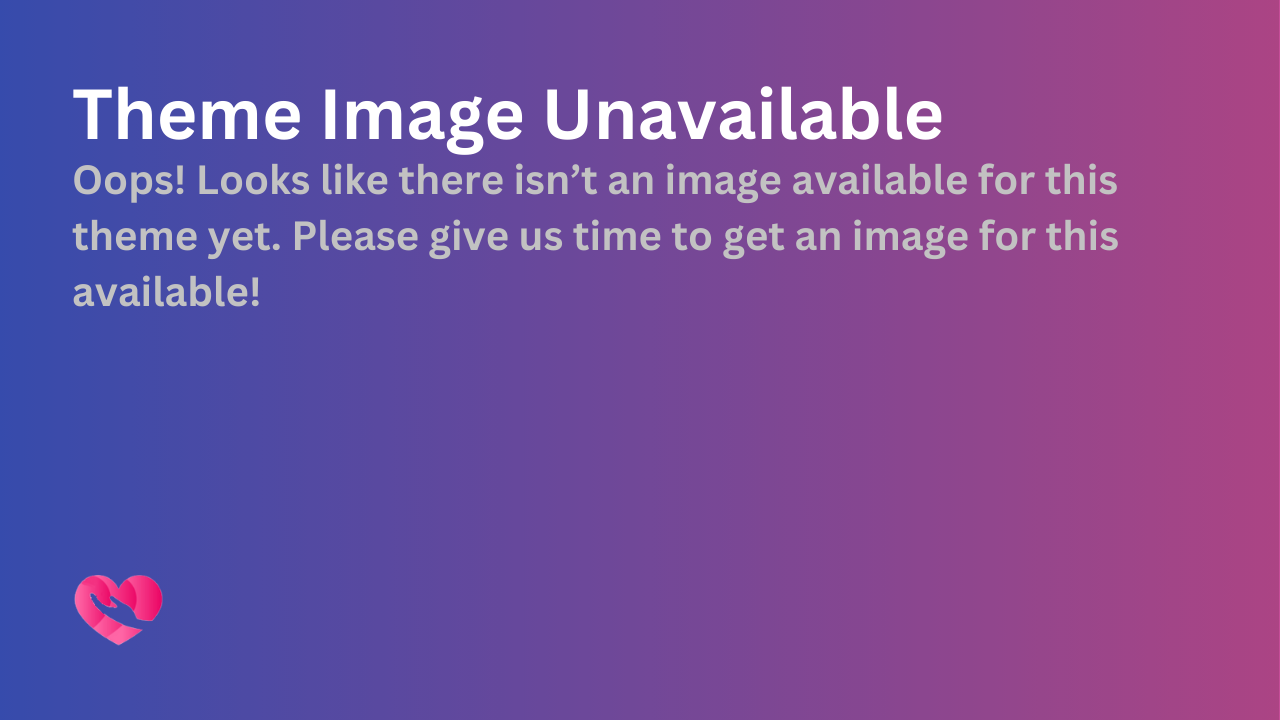 Theme Image Unavailable
Oops! Looks like there isn’t an image available for this
theme yet. Please give us time to get an image for this
available!